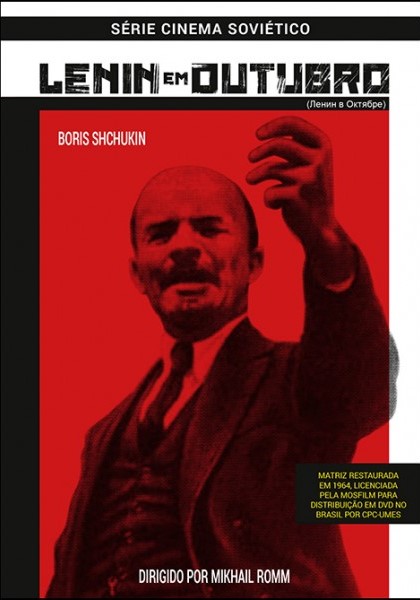 SÉRIE CINEMA SOVIÉTICO
LENIN EM OUTUBRO
(Ленин в Октябре)
BORIS SHCHUKIN
MATRIZ RESTAURADA
EM 1964, LICENCIADA
PELA MOSFILM PARA
DISTRIBUIÇÃO EM DVD NO
BRASIL POR CPC-UMES
DIRIGIDO POR MIKHAIL ROMM